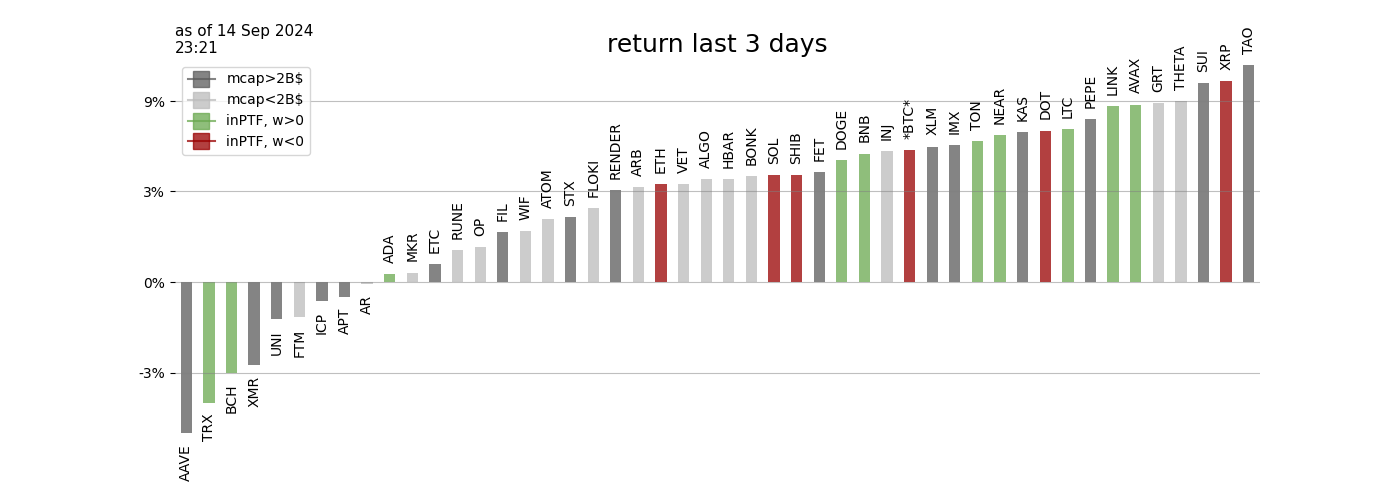 as of 14 Sep 2024
23:21
return last 3 days
mcap>2B$
mcap<2B$
inPTF, w>0
inPTF, w<0
9%
3%
0%
-3%
AAVE
TRX
BCH
XMR
UNI
FTM
ICP
APT
AR
ADA
MKR
ETC
RUNE
OP
FIL
WIF
ATOM
STX
FLOKI
RENDER
ARB
ETH
VET
ALGO
HBAR
BONK
SOL
SHIB
FET
DOGE
BNB
INJ
*BTC*
XLM
IMX
TON
NEAR
KAS
DOT
LTC
PEPE
LINK
AVAX
GRT
THETA
SUI
XRP
TAO